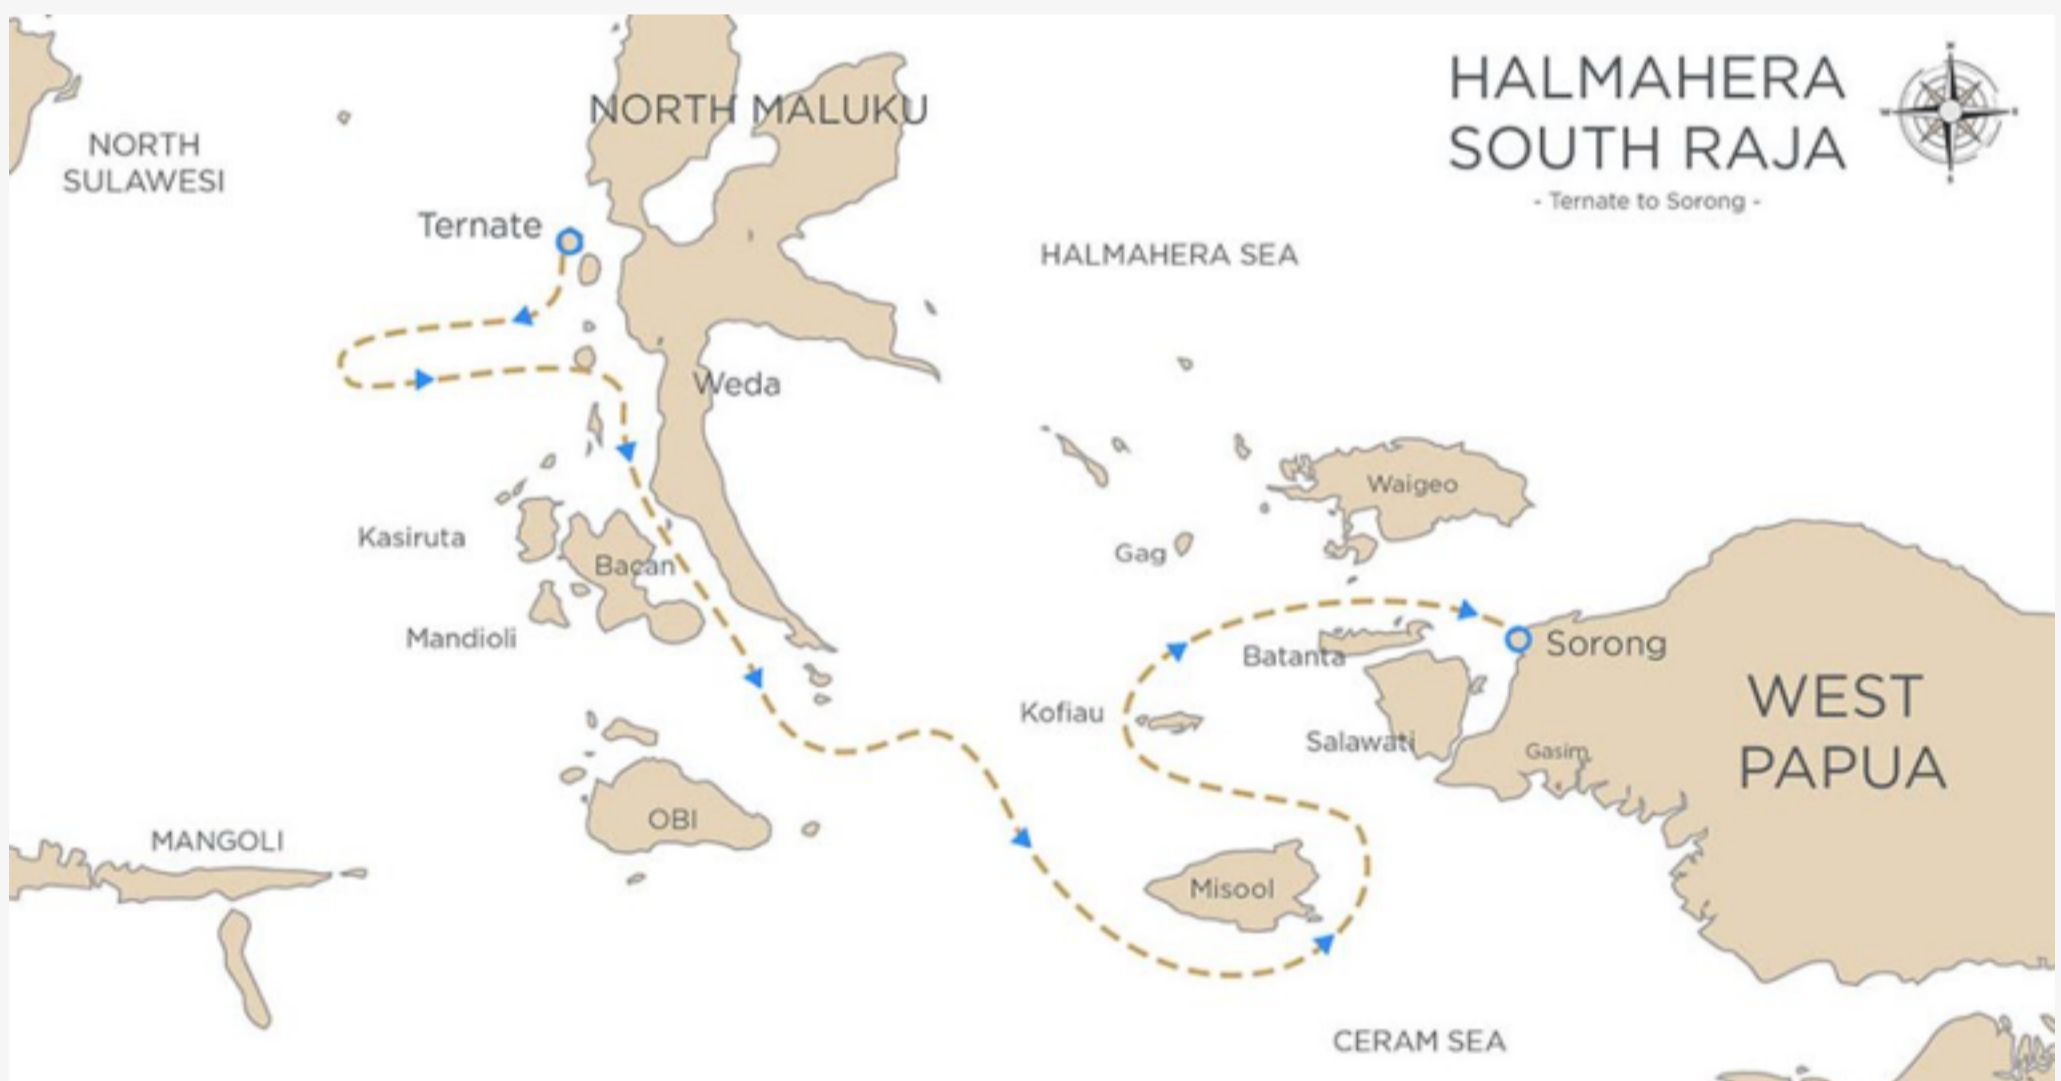 HALMAHERA
SOUTH RAJA
- Ternate to Sorong -
N
W
E
S
NORTH MALUKU
NORTH
SULAWESI
Ternate
HALMAHERA SEA
Weda
Waigeo
Kasiruta
Gag
Bacan
Mandioli
Batanta
Sorong
WEST
PAPUA
Kofiau
Salawati
Gasim
OBI
MANGOLI
Misool
CERAM SEA